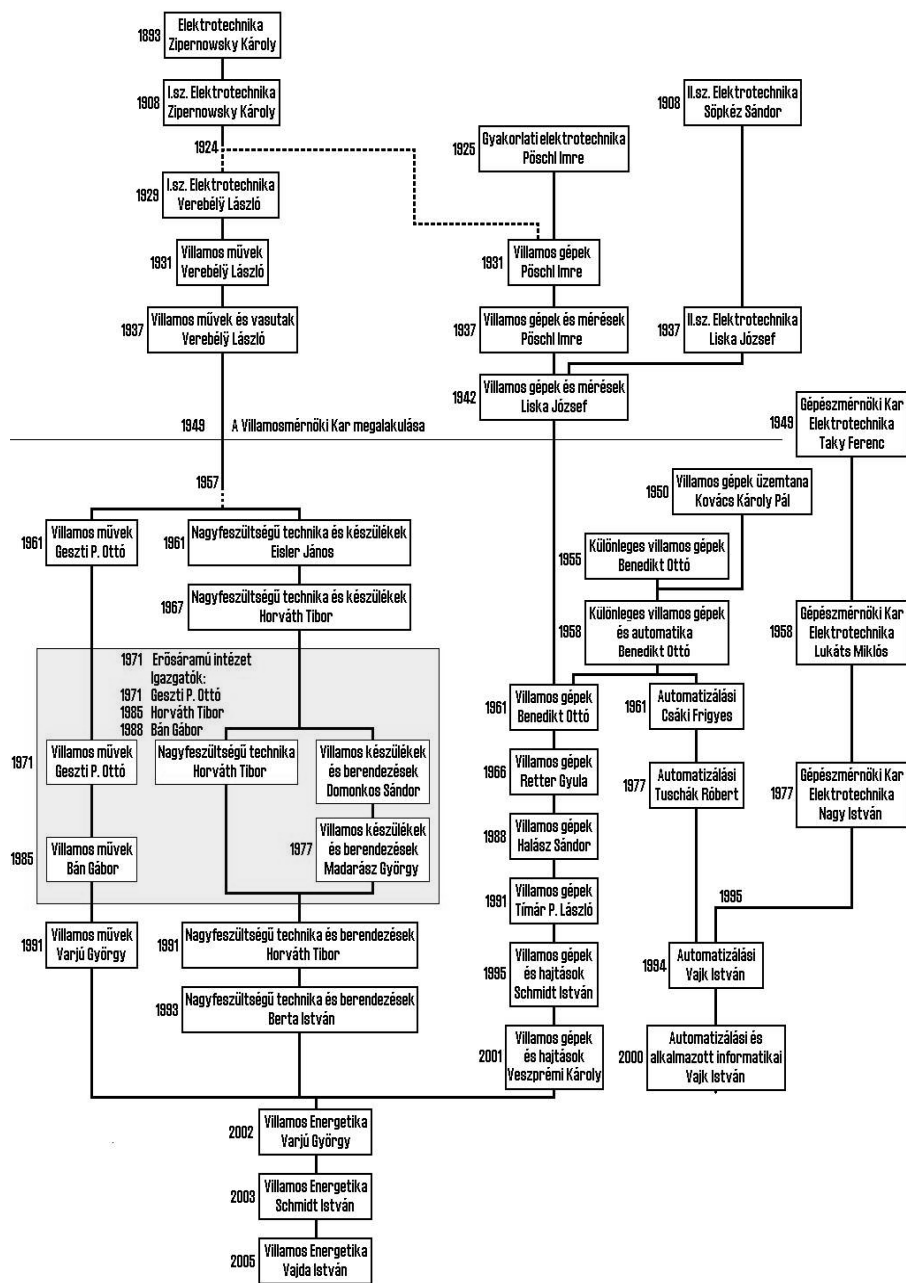 1893
Elektrotechnika
Zipernowsky Károly
1908
I.sz. Elektrotechnika
Zipernowsky Károly
1908
II.sz. Elektrotechnika
Söpkéz Sándor
1924
1925
Gyakorlati elektrotechnika
Pöschl Imre
1929
I.sz. Elektrotechnika
Verebélÿ László
1931
Villamos művek
Verebélÿ László
1931
Villamos gépek
Pöschl Imre
1937
Villamos művek és vasutak
Verebélÿ László
1937
Villamos gépek és mérések
Pöschl Imre
1937
II.sz. Elektrotechnika
Liska József
1942
Villamos gépek és mérések
Liska József
1949
A Villamosmérnöki Kar megalakulása
1949
Gépészmérnöki Kar
Elektrotechnika
Taky Ferenc
1957
1950
Villamos gépek üzemtana
Kovács Károly Pál
1961
Villamos művek
Geszti P. Ottó
1961
Nagyfeszültségű technika és készülékek
Eisler János
1955
Különleges villamos gépek
Benedikt Ottó
1967
Nagyfeszültségű technika és készülékek
Horváth Tibor
1958
Különleges villamos gépek
és automatika
Benedikt Ottó
1958
Gépészmérnöki Kar
Elektrotechnika
Lukáts Miklós
1971 Erősáramú intézet
Igazgatók:
1971 Geszti P. Ottó
1985 Horváth Tibor
1988 Bán Gábor
1961
Villamos gépek
Benedikt Ottó
1961
Automatizálási
Csáki Frigyes
1971
Villamos művek
Geszti P. Ottó
Nagyfeszültségű technika
Horváth Tibor
Villamos készülékek
és berendezések
Domonkos Sándor
1966
Villamos gépek
Retter Gyula
1977
Automatizálási
Tuschák Róbert
1977
Gépészmérnöki Kar
Elektrotechnika
Nagy István
1985
Villamos művek
Bán Gábor
1977
Villamos készülékek
és berendezések
Madarász György
1988
Villamos gépek
Halász Sándor
1991
Villamos gépek
Tímár P. László
1995
1991
Villamos művek
Varjú György
1991
Nagyfeszültségű technika és berendezések
Horváth Tibor
1995
Villamos gépek
és hajtások
Schmidt István
1994
Automatizálási
Vajk István
1993
Nagyfeszültségű technika és berendezések
Berta István
2001
Villamos gépek
és hajtások
Veszprémi Károly
2000
Automatizálási és
alkalmazott informatikai
Vajk István
2002
Villamos Energetika
Varjú György
2003
Villamos Energetika
Schmidt István
2005
Villamos Energetika
Vajda István